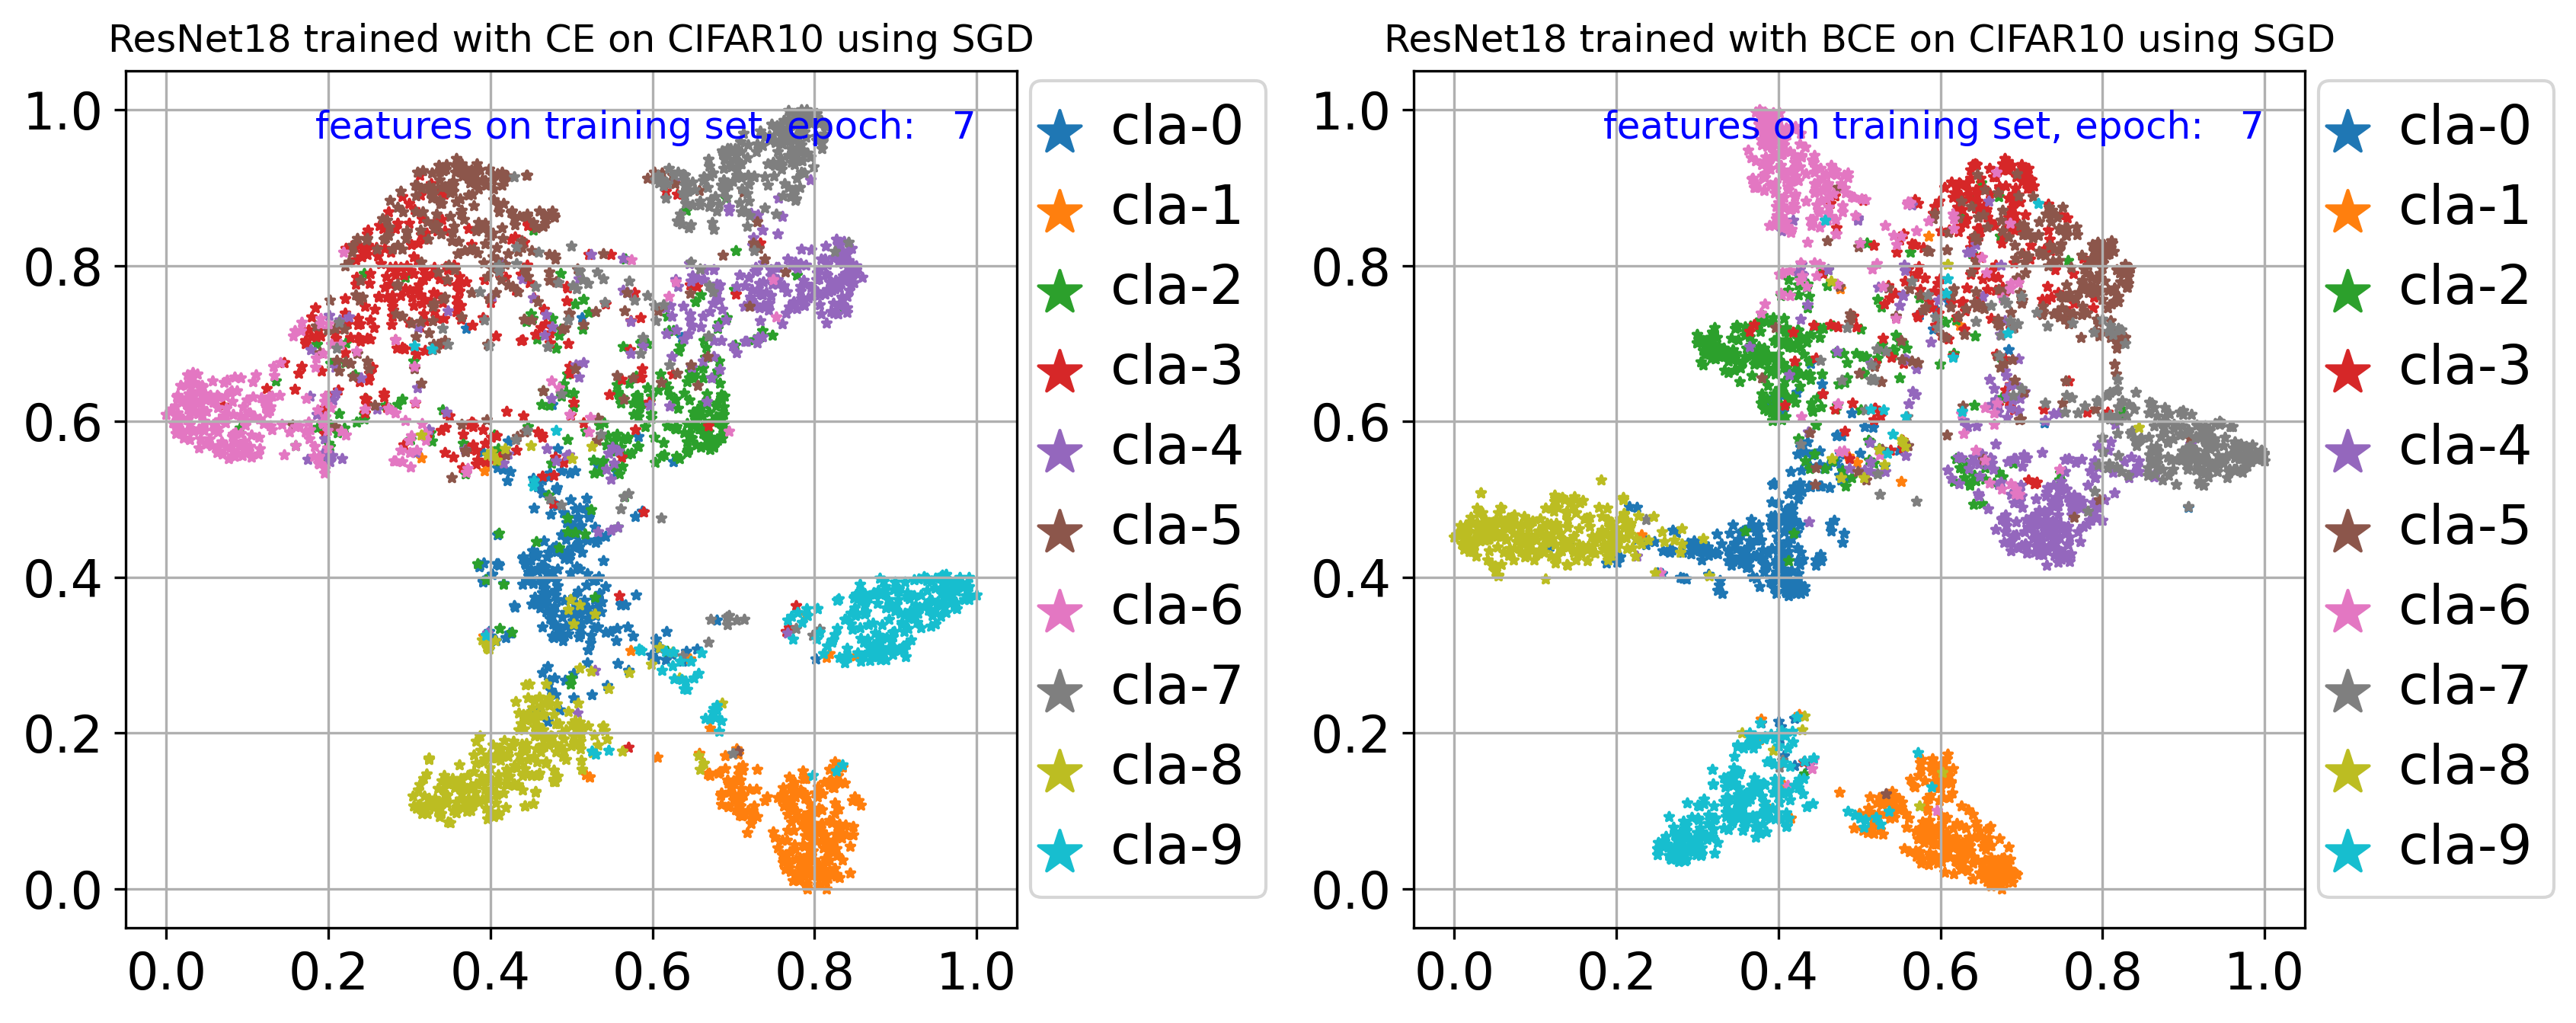 ResNet18 trained with CE on CIFAR10 using SGD
features on training set, epoch: 7
1.0
0.8
0.6
0.4
0.2
0.0
0.0 0.2 0.4 0.6 0.8 1.0
cla-0
cla-1
cla-2
cla-3
cla-4
cla-5
cla-6
cla-7
cla-8
cla-9
ResNet18 trained with BCE on CIFAR10 using SGD
features on training set, epoch: 7
1.0
0.8
0.6
0.4
0.2
0.0
0.0 0.2 0.4 0.6 0.8 1.0
cla-0
cla-1
cla-2
cla-3
cla-4
cla-5
cla-6
cla-7
cla-8
cla-9